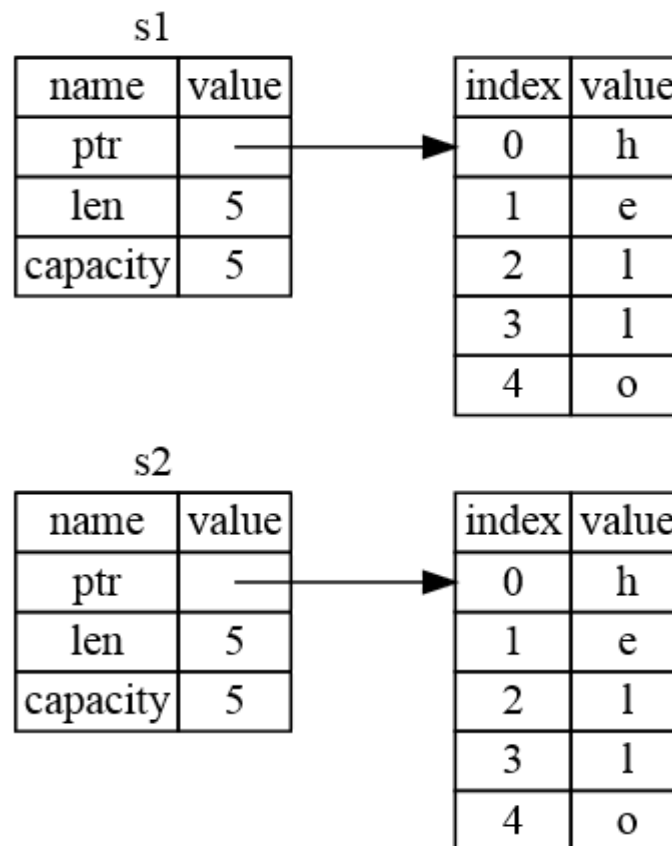 s1
name value
ptr
len 5
capacity 5
index value
0 h
1 e
2 l
3 l
4 o
s2
name value
ptr
len 5
capacity 5
index value
0 h
1 e
2 l
3 l
4 o